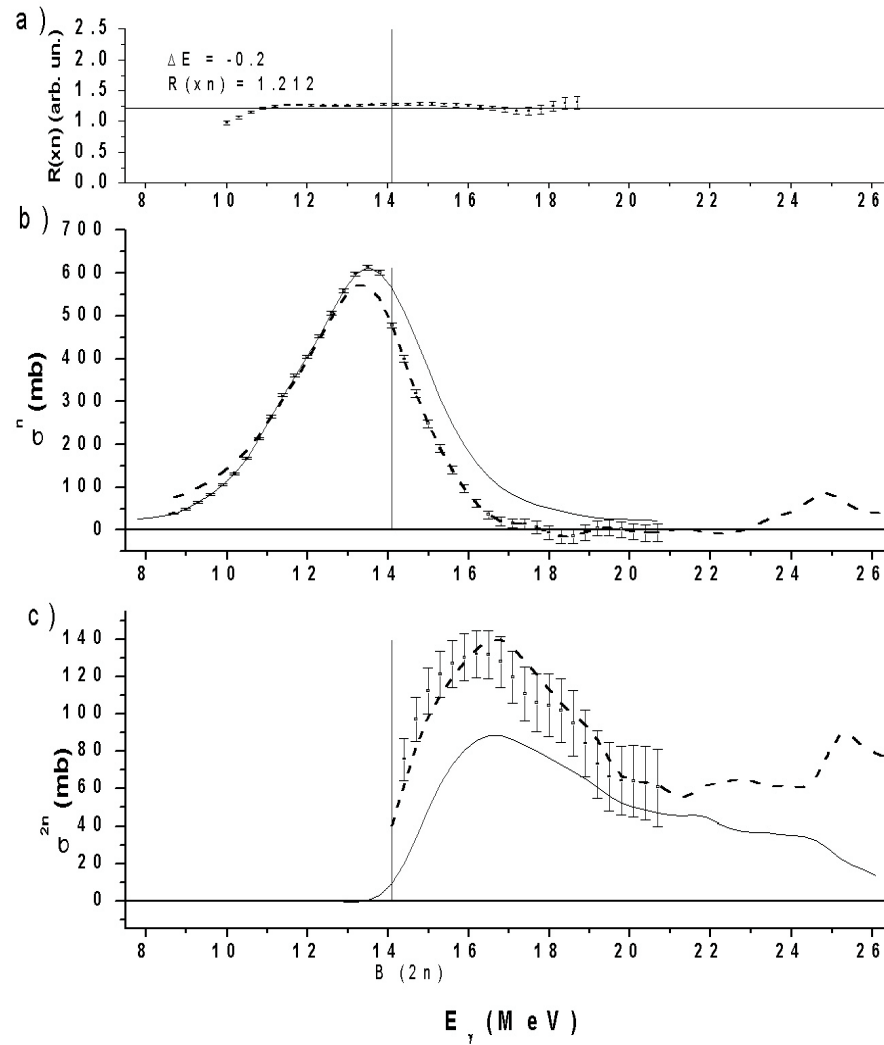 a )
R(xn) (arb. un.)
2.5
2.0
1.5
1.0
0.5
0.0
Δ E = -0.2
R (xn) = 1.212
8 10 12 14 16 18 20 22 24 26
b )
σⁿ (mb)
700
600
500
400
300
200
100
0
8 10 12 14 16 18 20 22 24 26
c )
σ²ⁿ (mb)
140
120
100
80
60
40
20
0
8 10 12 14 16 18 20 22 24 26
B (2n)
Eᵧ (MeV)